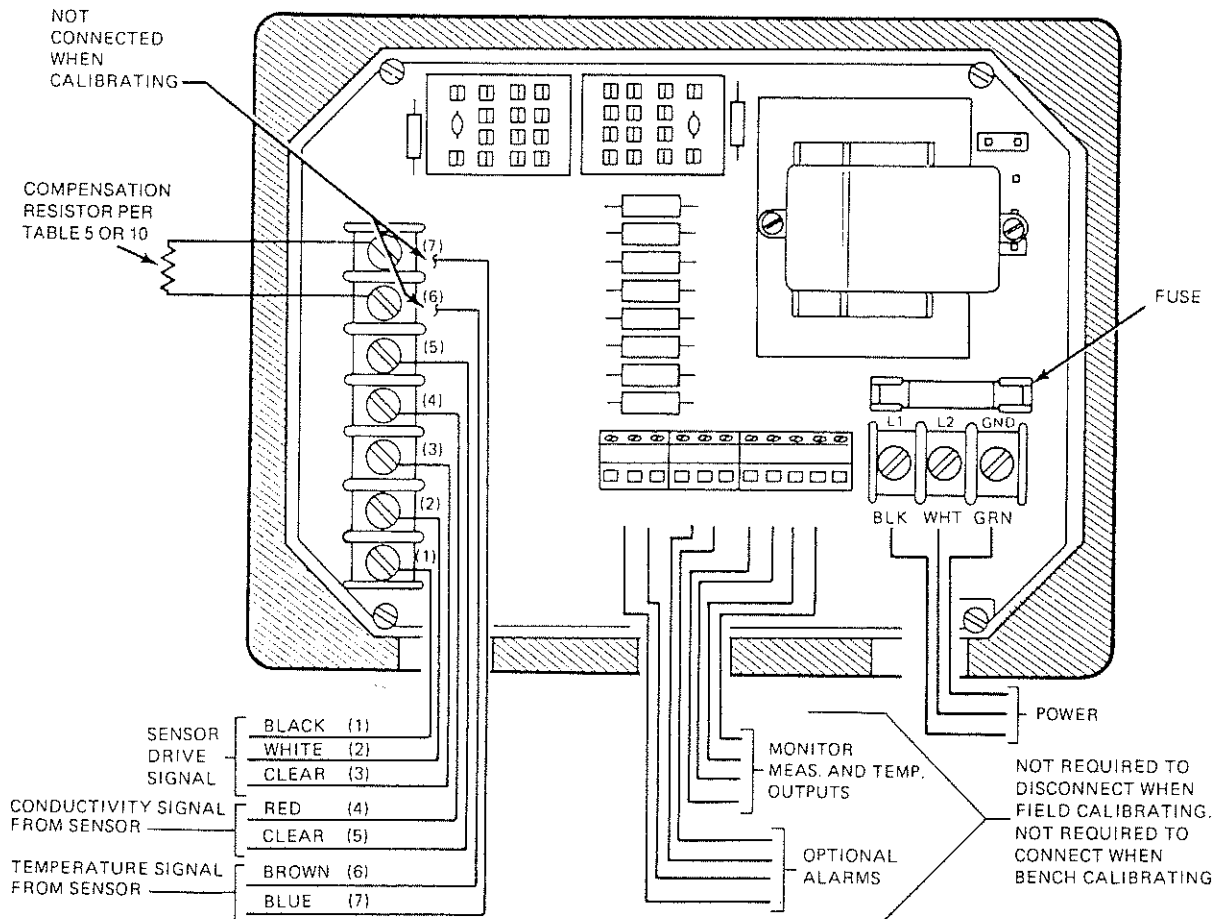 NOT
CONNECTED
WHEN
CALIBRATING
COMPENSATION
RESISTOR PER
TABLE 5 OR 10
(7)
(6)
(5)
(4)
(3)
(2)
(1)
FUSE
L1 L2 GND
BLK WHT GRN
SENSOR
DRIVE
SIGNAL
BLACK (1)
WHITE (2)
CLEAR (3)
CONDUCTIVITY SIGNAL
FROM SENSOR
RED (4)
CLEAR (5)
TEMPERATURE SIGNAL
FROM SENSOR
BROWN (6)
BLUE (7)
MONITOR
MEAS. AND TEMP.
OUTPUTS
OPTIONAL
ALARMS
POWER
NOT REQUIRED TO
DISCONNECT WHEN
FIELD CALIBRATING.
NOT REQUIRED TO
CONNECT WHEN
BENCH CALIBRATING